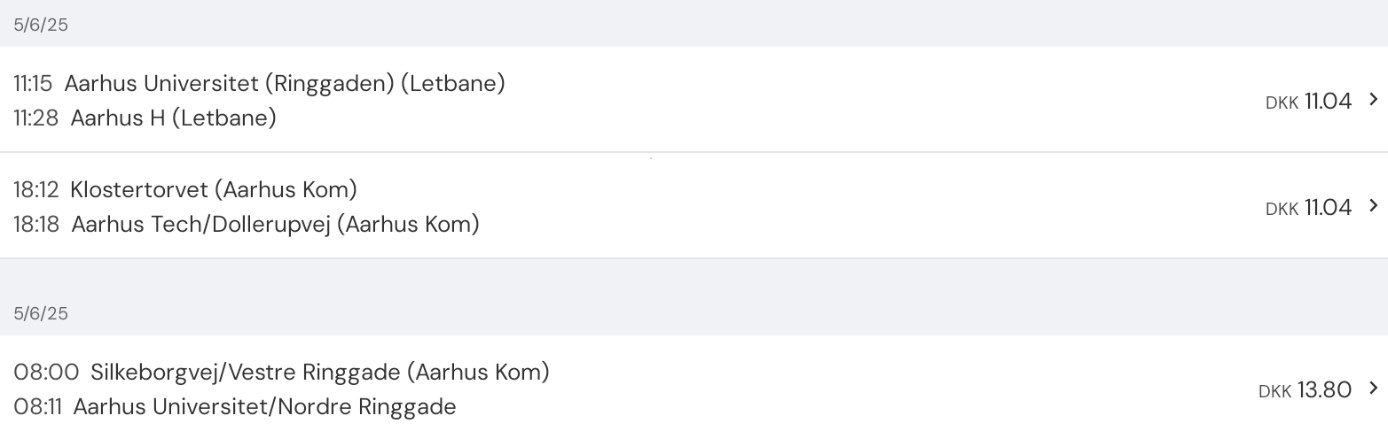 5/6/25
11:15 Aarhus Universitet (Ringgaden) (Letbane)
DKK 11.04
11:28 Aarhus H (Letbane)
18:12 Klostertorvet (Aarhus Kom)
DKK 11.04
18:18 Aarhus Tech/Dollerupvej (Aarhus Kom)
5/6/25
08:00 Silkeborgvej/Vestre Ringgade (Aarhus Kom)
DKK 13.80
08:11 Aarhus Universitet/Nordre Ringgade